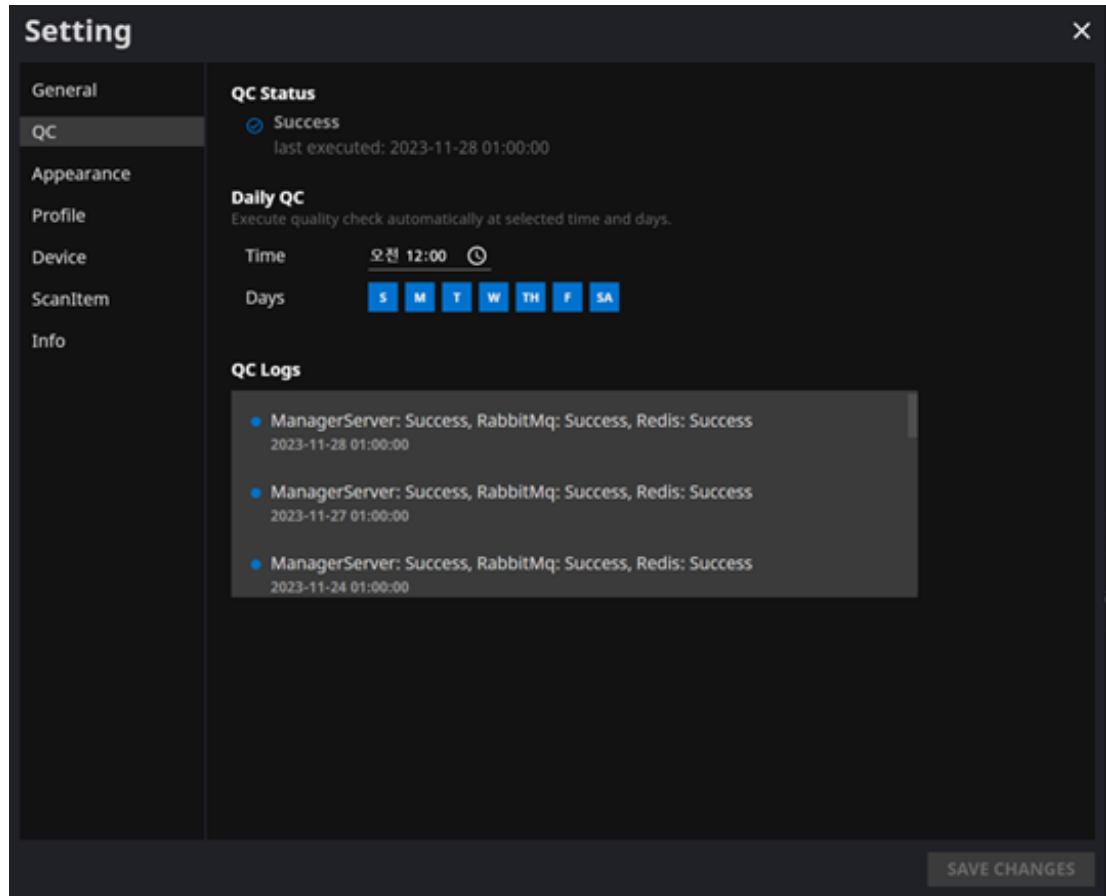 Setting
General
QC
Appearance
Profile
Device
ScanItem
Info
QC Status
Success
last executed: 2023-11-28 01:00:00
Daily QC
Execute quality check automatically at selected time and days.
Time 오전 12:00
Days S M T W TH F SA
QC Logs
ManagerServer: Success, RabbitMq: Success, Redis: Success
2023-11-28 01:00:00
ManagerServer: Success, RabbitMq: Success, Redis: Success
2023-11-27 01:00:00
ManagerServer: Success, RabbitMq: Success, Redis: Success
2023-11-24 01:00:00
SAVE CHANGES